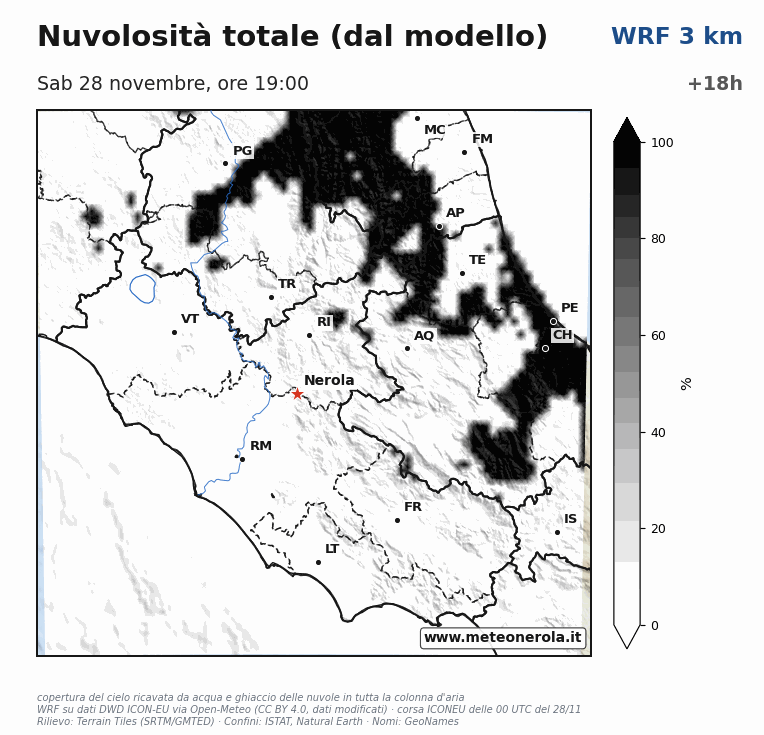 Nuvolosità totale (dal modello)
WRF 3 km
Sab 28 novembre, ore 19:00
+18h
MC
FM
PG
AP
TE
TR
PE
VT
RI
AQ
CH
Nerola
RM
FR
IS
LT
www.meteonerola.it
100
80
60
40
20
0
%
copertura del cielo ricavata da acqua e ghiaccio delle nuvole in tutta la colonna d'aria
WRF su dati DWD ICON-EU via Open-Meteo (CC BY 4.0, dati modificati) · corsa ICONEU delle 00 UTC del 28/11
Rilievo: Terrain Tiles (SRTM/GMTED) · Confini: ISTAT, Natural Earth · Nomi: GeoNames